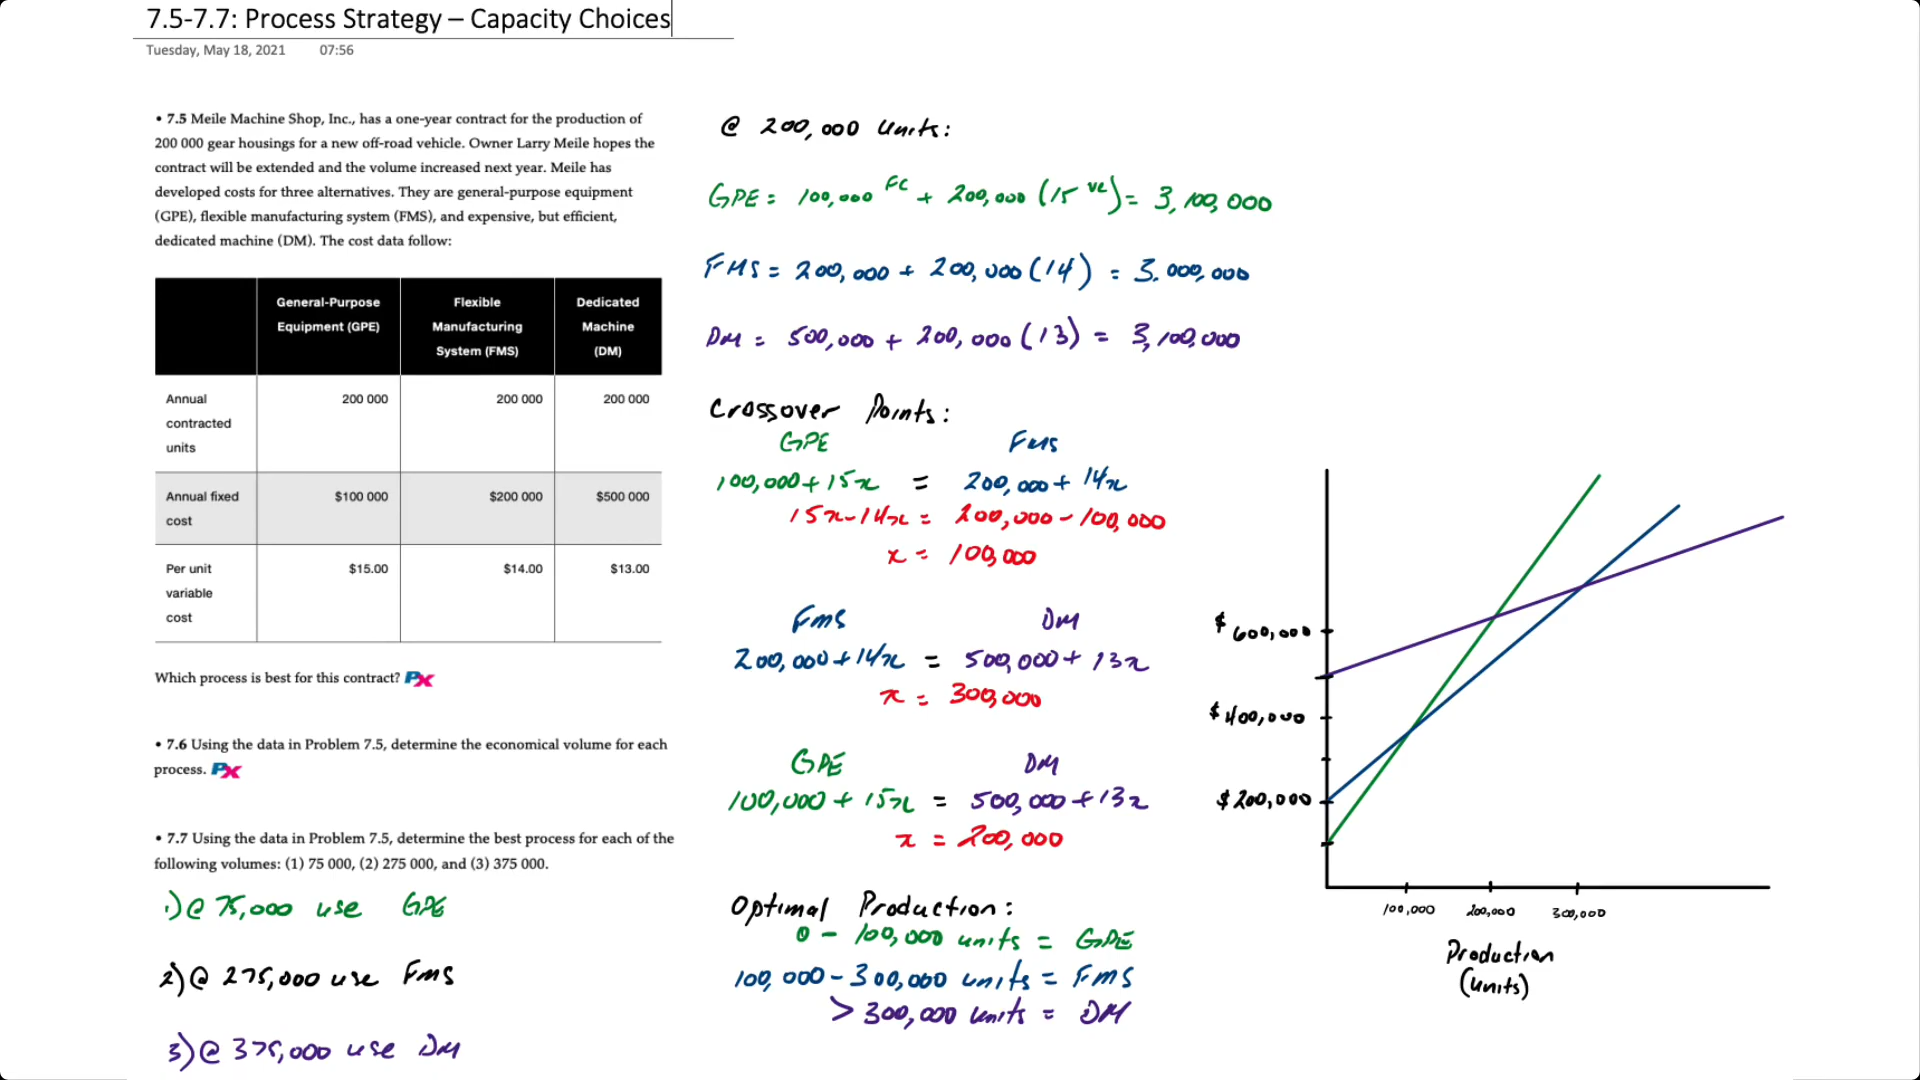 7.5-7.7: Process Strategy – Capacity Choices
Tuesday, May 18, 2021 07:56
• 7.5 Meile Machine Shop, Inc., has a one-year contract for the production of
200 000 gear housings for a new off-road vehicle. Owner Larry Meile hopes the
contract will be extended and the volume increased next year. Meile has
developed costs for three alternatives. They are general-purpose equipment
(GPE), flexible manufacturing system (FMS), and expensive, but efficient,
dedicated machine (DM). The cost data follow:
General-Purpose Equipment (GPE)
Flexible Manufacturing System (FMS)
Dedicated Machine (DM)
Annual contracted units 200 000 200 000 200 000
Annual fixed cost $100 000 $200 000 $500 000
Per unit variable cost $15.00 $14.00 $13.00
Which process is best for this contract? PX
• 7.6 Using the data in Problem 7.5, determine the economical volume for each
process. PX
• 7.7 Using the data in Problem 7.5, determine the best process for each of the
following volumes: (1) 75 000, (2) 275 000, and (3) 375 000.
1) @ 75,000 use GPE
2) @ 275,000 use FMS
3) @ 375,000 use DM
@ 200,000 units:
GPE = 100,000 FC + 200,000 (15 VC) = 3,100,000
FMS = 200,000 + 200,000 (14) = 3.000,000
DM = 500,000 + 200,000 (13) = 3,100,000
Crossover Points:
GPE FMS
100,000 + 15x = 200,000 + 14x
15x - 14x = 200,000 - 100,000
x = 100,000
FMS DM
200,000 + 14x = 500,000 + 13x
x = 300,000
GPE DM
100,000 + 15x = 500,000 + 13x
x = 200,000
Optimal Production:
0 - 100,000 units = GPE
100,000 - 300,000 units = FMS
> 300,000 units = DM
$600,000
$400,000
$200,000
100,000 200,000 300,000
Production
(units)